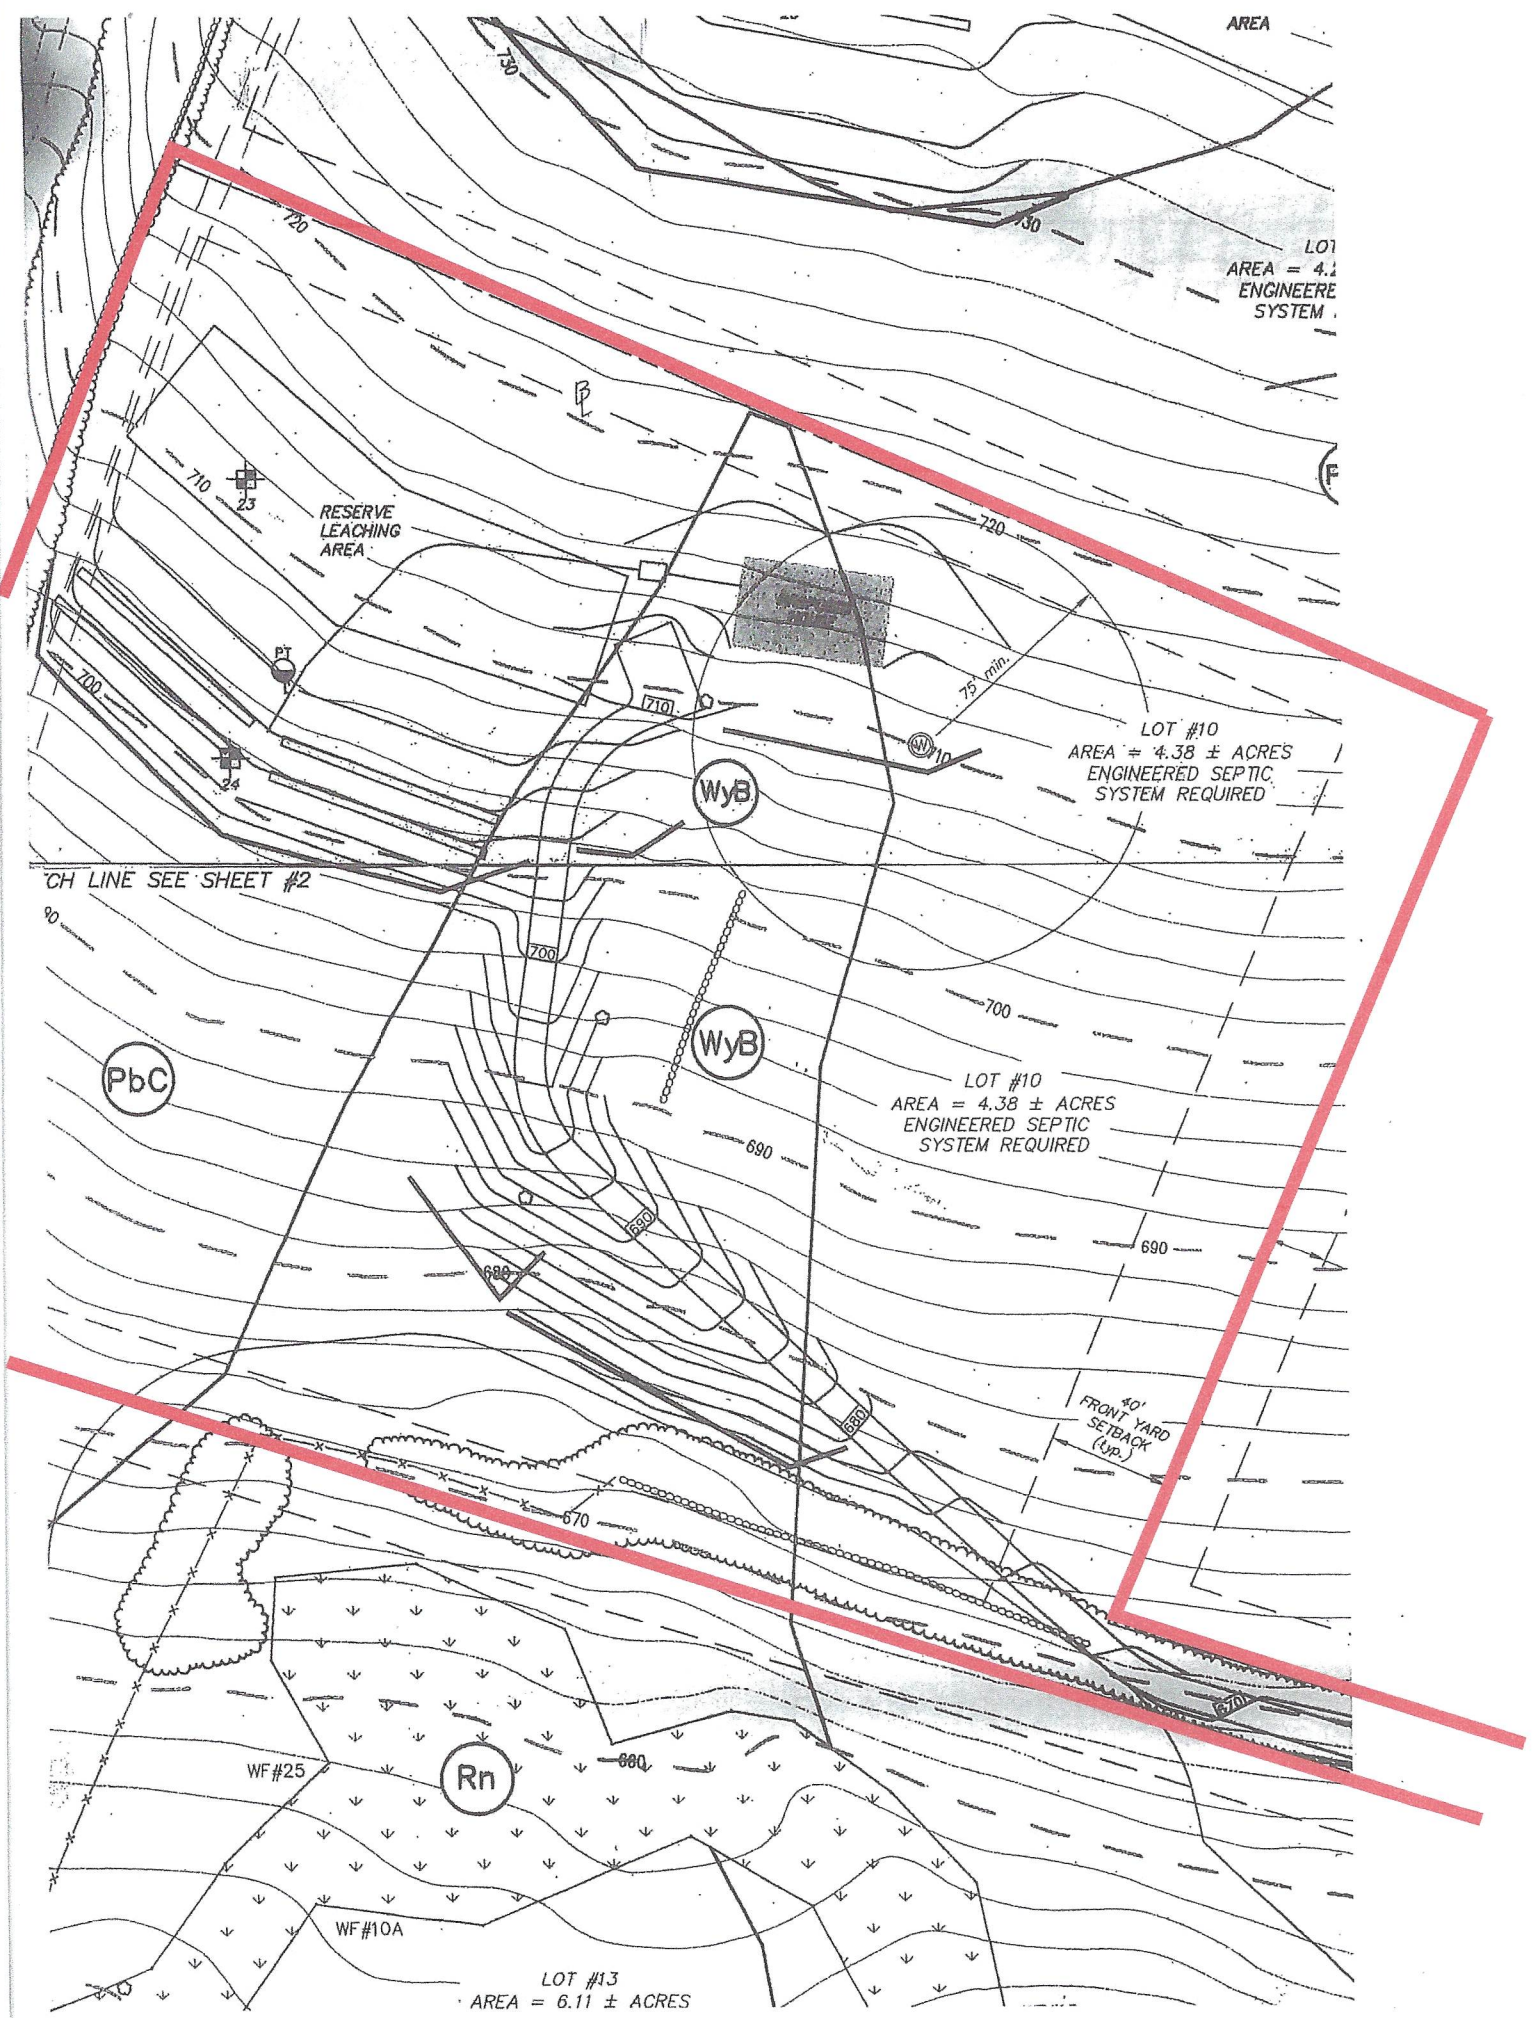 AREA
730
730
LOT
AREA = 4.2
ENGINEERE
SYSTEM
720
710
23
RESERVE
LEACHING
AREA
720
PT
75' min.
700
710
W
710
LOT #10
AREA = 4.38 ± ACRES
ENGINEERED SEPTIC
SYSTEM REQUIRED
24
WyB
CH LINE SEE SHEET #2
90
700
700
WyB
PbC
LOT #10
AREA = 4.38 ± ACRES
ENGINEERED SEPTIC
SYSTEM REQUIRED
690
690
690
680
40'
FRONT YARD
SETBACK
(typ.)
680
670
670
WF#25
Rn
660
WF#10A
LOT #13
AREA = 6.11 ± ACRES